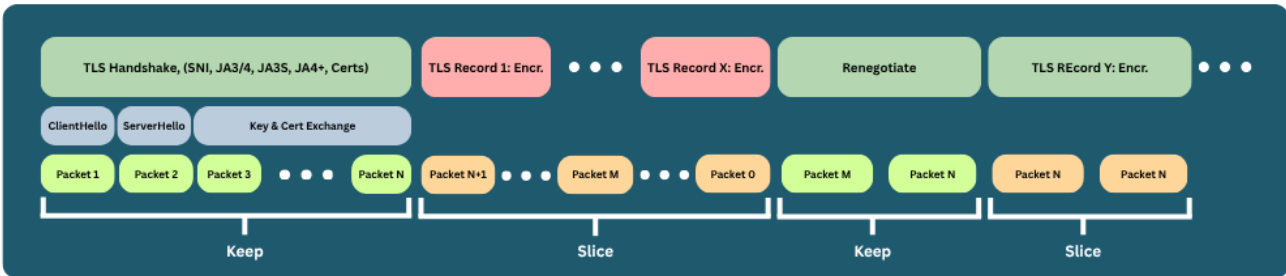 TLS Handshake, (SNI, JA3/4, JA3S, JA4+, Certs)
TLS Record 1: Encr.
TLS Record X: Encr.
Renegotiate
TLS REcord Y: Encr.
ClientHello
ServerHello
Key & Cert Exchange
Packet 1
Packet 2
Packet 3
Packet N
Packet N+1
Packet M
Packet O
Packet M
Packet N
Packet N
Packet N
Keep
Slice
Keep
Slice